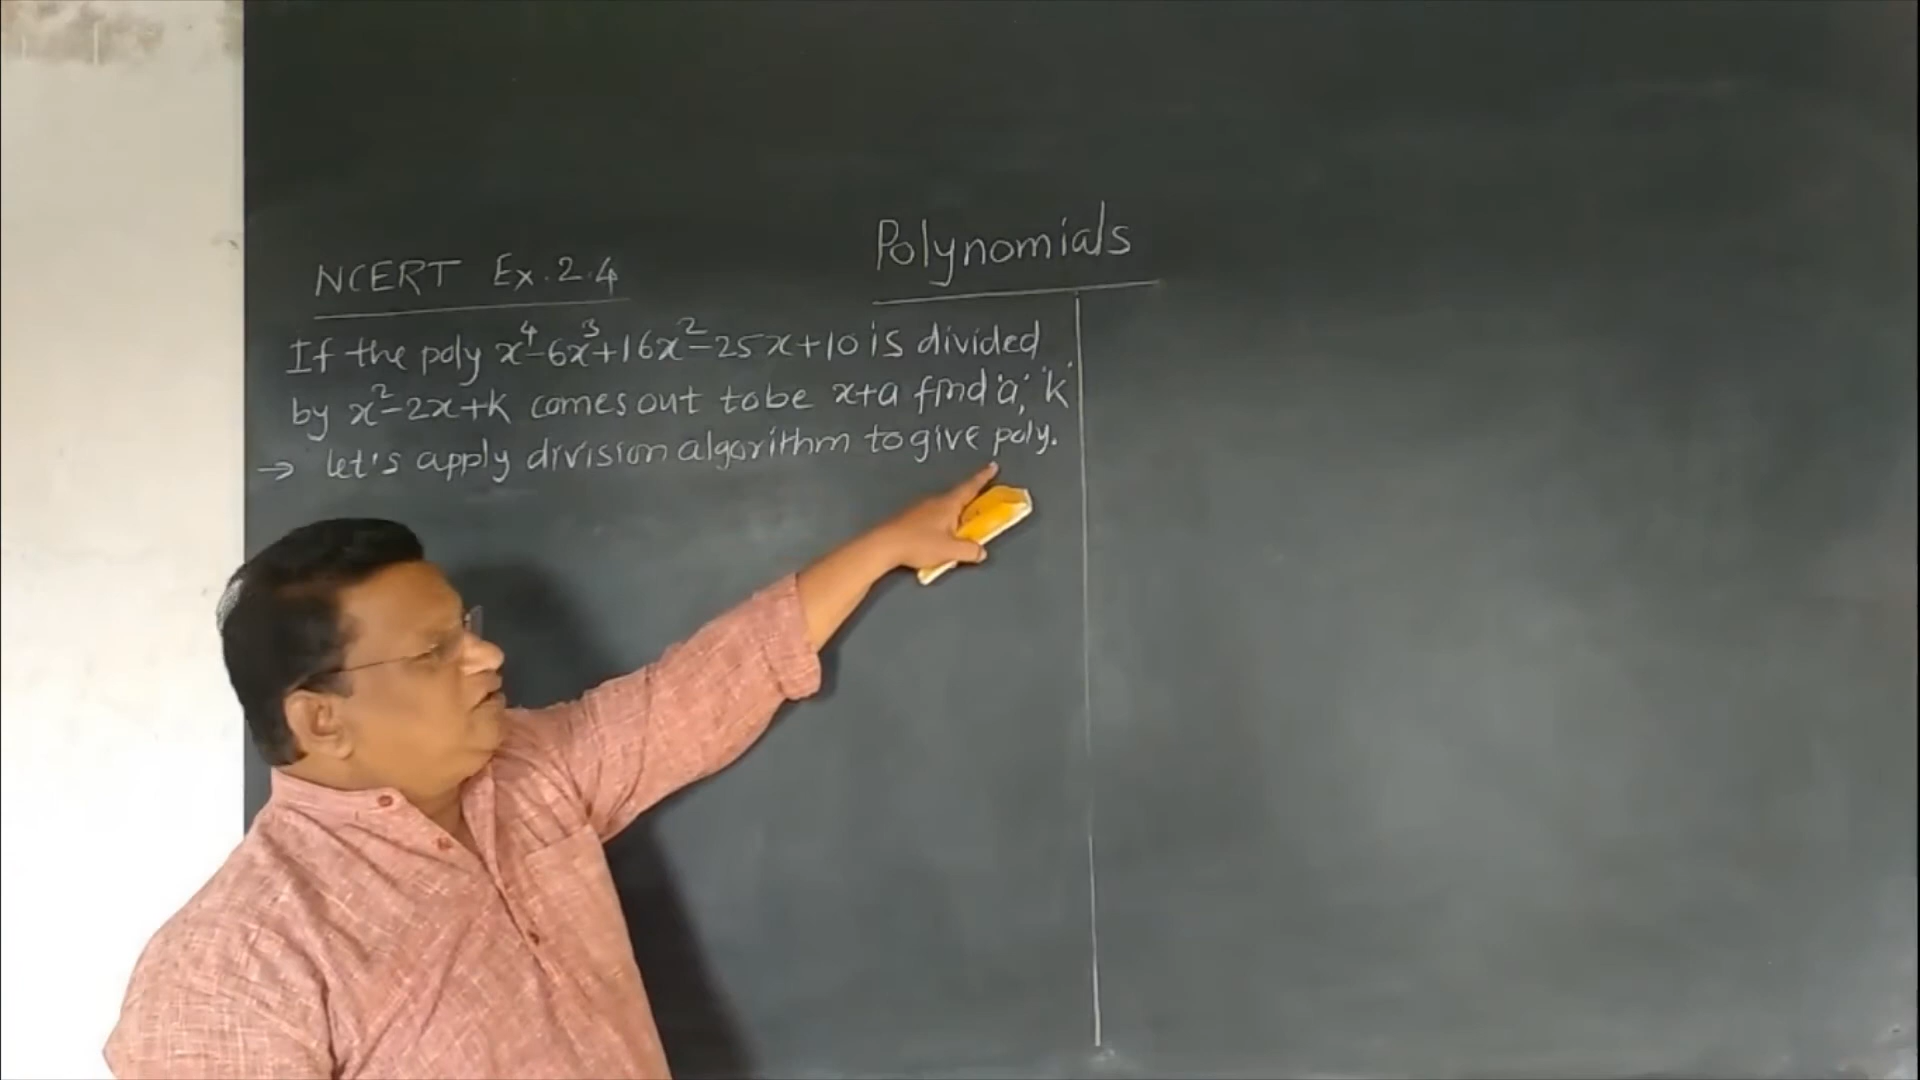 Polynomials
NCERT Ex.2.4
If the poly x⁴-6x³+16x²-25x+10 is divided
by x²-2x+k comes out to be x+a find 'a', 'k'
→ let's apply division algorithm to give poly.